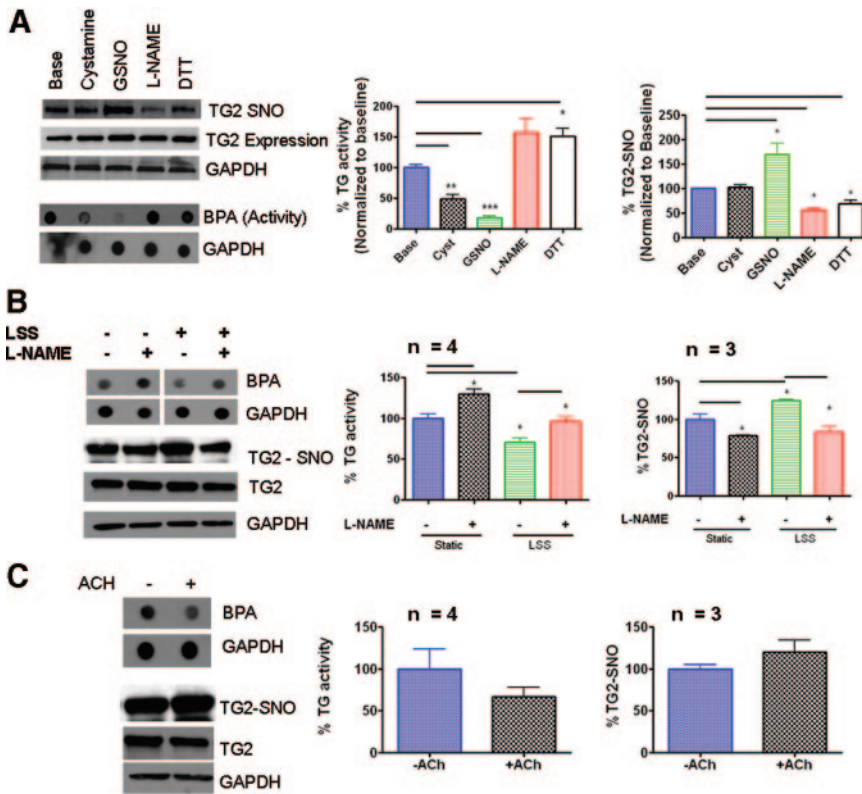 A
Base
Cystamine
GSNO
L-NAME
DTT
TG2 SNO
TG2 Expression
GAPDH
BPA (Activity)
GAPDH
% TG activity
(Normalized to baseline)
200
150
100
50
0
**
***
*
Base
Cyst
GSNO
L-NAME
DTT
% TG2-SNO
(Normalized to Baseline)
250
200
150
100
50
0
*
*
*
Base
Cyst
GSNO
L-NAME
DTT
B
LSS - - + +
L-NAME - + - +
BPA
GAPDH
TG2 - SNO
TG2
GAPDH
n = 4
% TG activity
150
100
50
0
*
*
*
L-NAME - + - +
Static LSS
n = 3
% TG2-SNO
150
100
50
0
*
*
*
L-NAME - + - +
Static LSS
C
ACH - +
BPA
GAPDH
TG2-SNO
TG2
GAPDH
n = 4
% TG activity
150
100
50
0
-ACh
+ACh
n = 3
% TG2-SNO
150
100
50
0
-ACh
+ACh